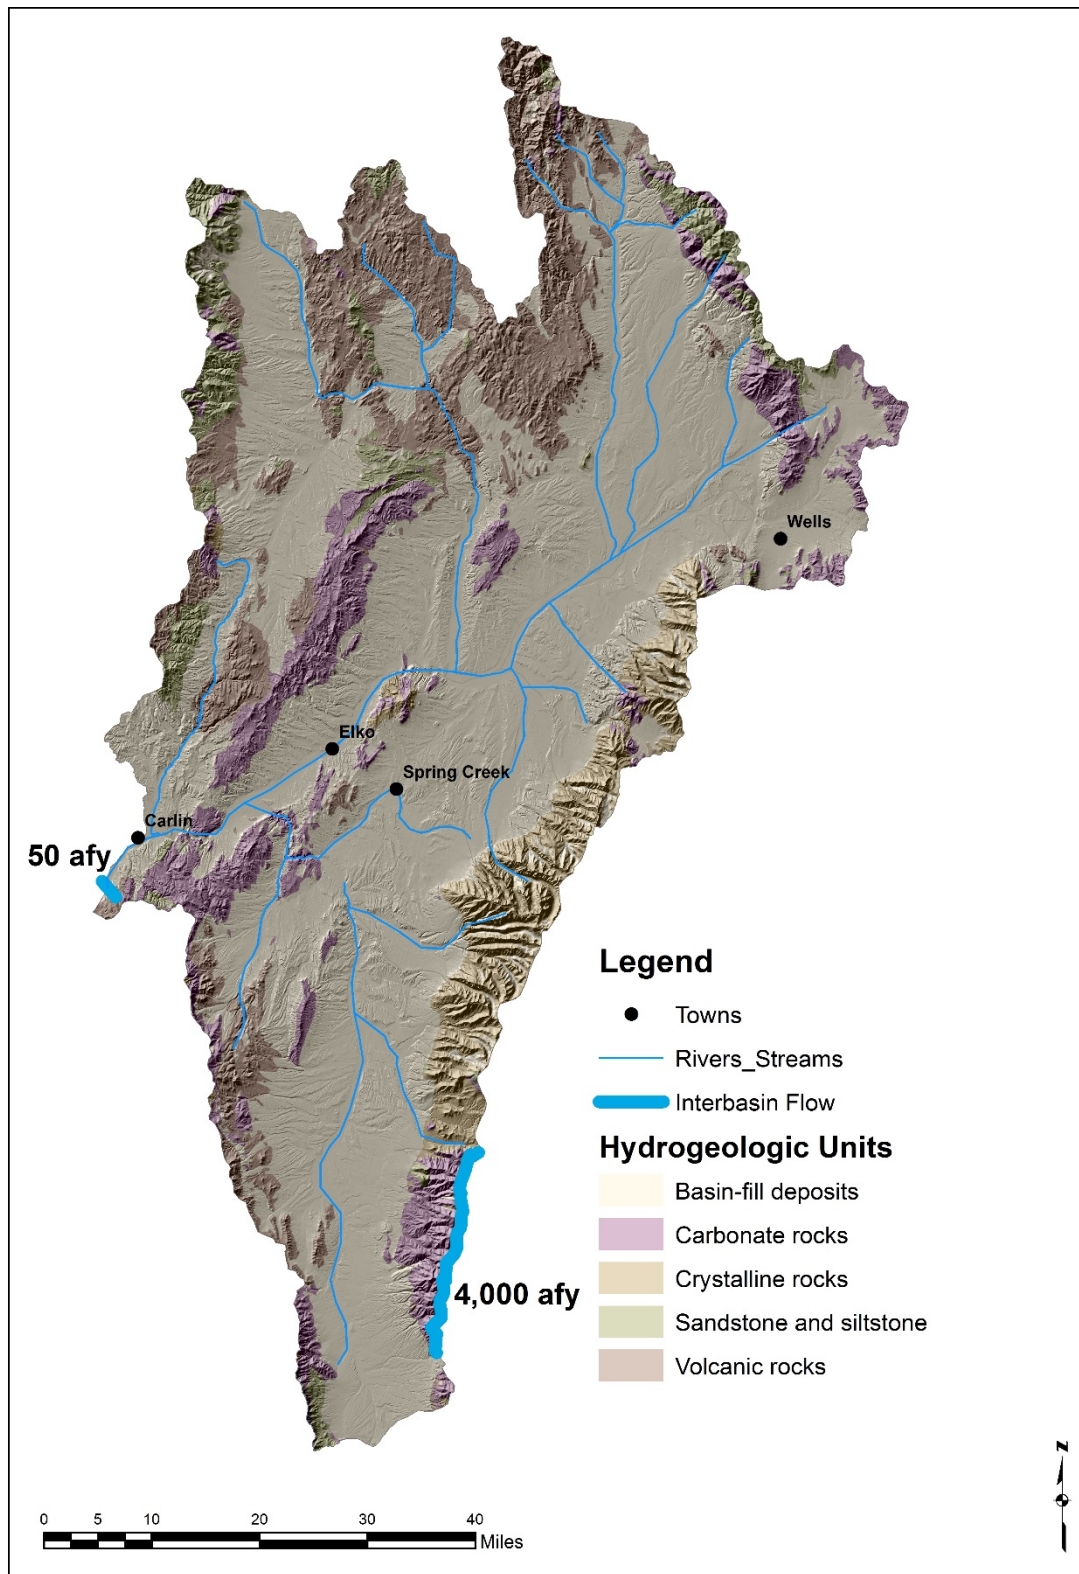 Wells
Elko
Spring Creek
Carlin
50 afy
Legend
Towns
Rivers_Streams
Interbasin Flow
Hydrogeologic Units
Basin-fill deposits
Carbonate rocks
Crystalline rocks
Sandstone and siltstone
Volcanic rocks
4,000 afy
N
0 5 10 20 30 40
Miles